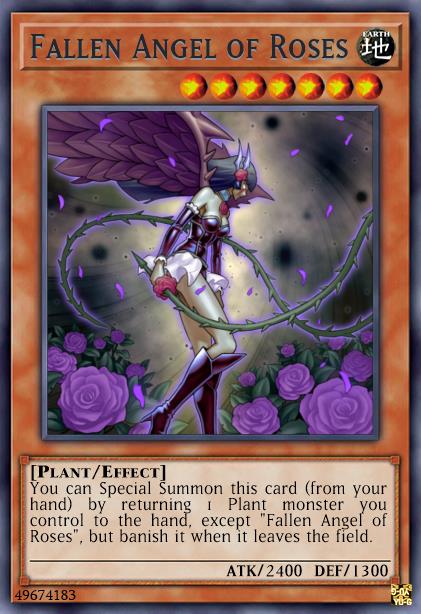 FALLEN ANGEL OF ROSES
EARTH
地
[PLANT/EFFECT]
You can Special Summon this card (from your
hand) by returning 1 Plant monster you
control to the hand, except "Fallen Angel of
Roses", but banish it when it leaves the field.
ATK/2400 DEF/1300
49674183